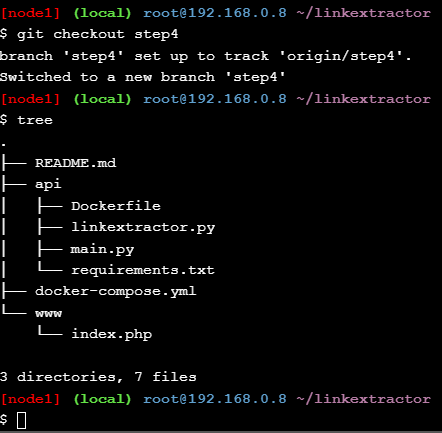 [node1] (local) root@192.168.0.8 ~/linkextractor
$ git checkout step4
branch 'step4' set up to track 'origin/step4'.
Switched to a new branch 'step4'
[node1] (local) root@192.168.0.8 ~/linkextractor
$ tree
.
├── README.md
├── api
│   ├── Dockerfile
│   ├── linkextractor.py
│   ├── main.py
│   └── requirements.txt
├── docker-compose.yml
└── www
    └── index.php

3 directories, 7 files
[node1] (local) root@192.168.0.8 ~/linkextractor
$